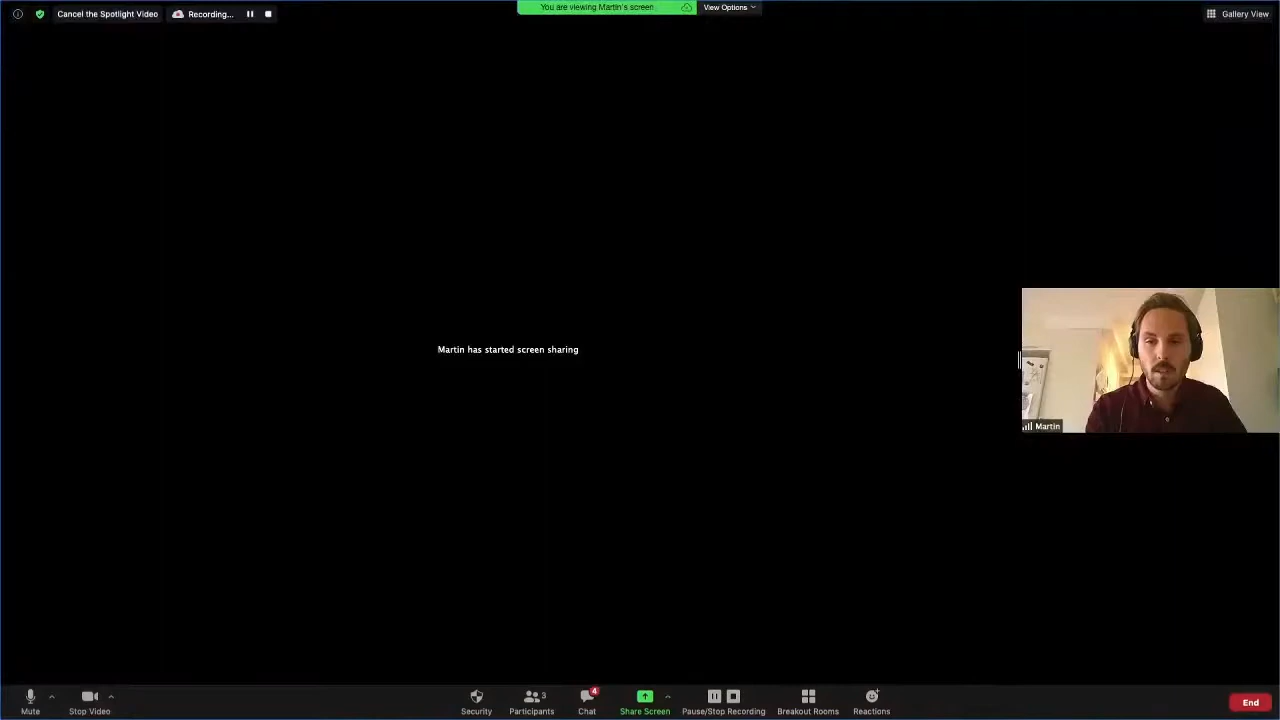 Cancel the Spotlight Video
Recording...
You are viewing Martin's screen
View Options
Gallery View
Martin has started screen sharing
Martin
Mute
Stop Video
Security
3
Participants
4
Chat
Share Screen
Pause/Stop Recording
Breakout Rooms
Reactions
End